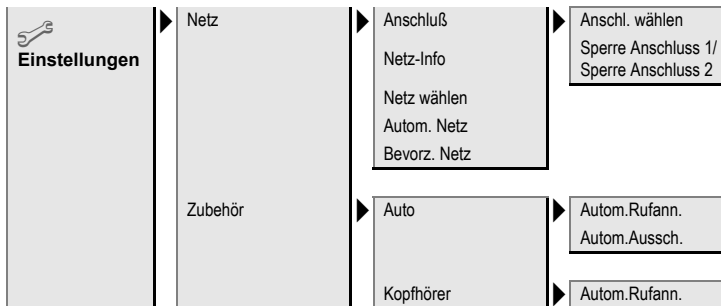 Einstellungen
Netz
Anschluß
Anschl. wählen
Sperre Anschluss 1/
Sperre Anschluss 2
Netz-Info
Netz wählen
Autom. Netz
Bevorz. Netz
Zubehör
Auto
Autom.Rufann.
Autom.Aussch.
Kopfhörer
Autom.Rufann.